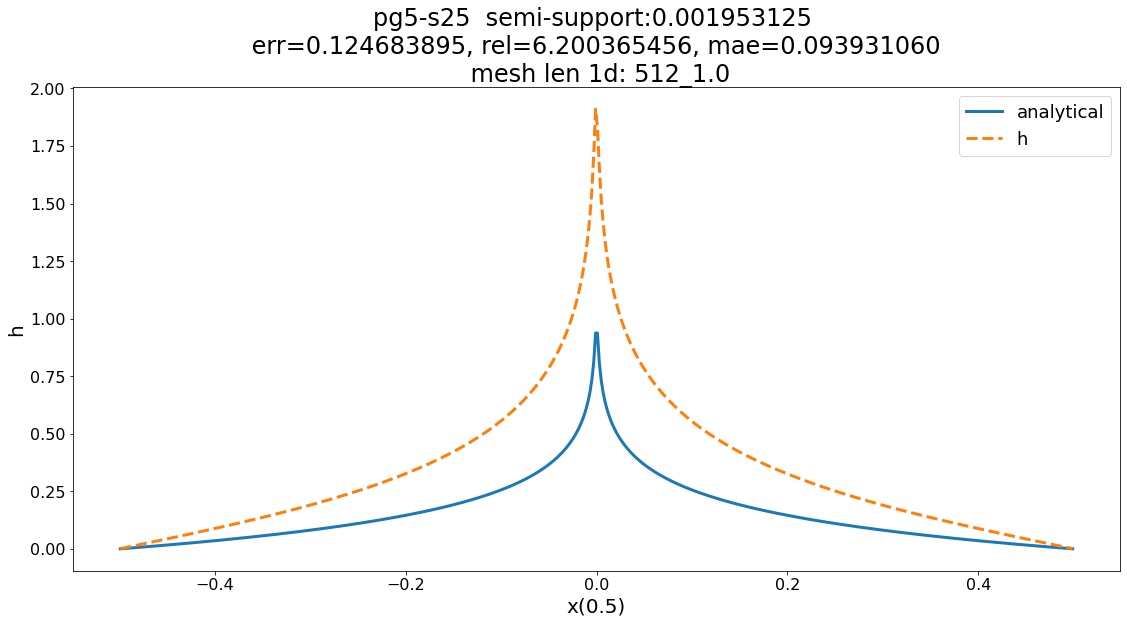 pg5-s25  semi-support:0.001953125
err=0.124683895, rel=6.200365456, mae=0.093931060
mesh len 1d: 512_1.0
analytical
h
h
2.00
1.75
1.50
1.25
1.00
0.75
0.50
0.25
0.00
−0.4 −0.2 0.0 0.2 0.4
x(0.5)